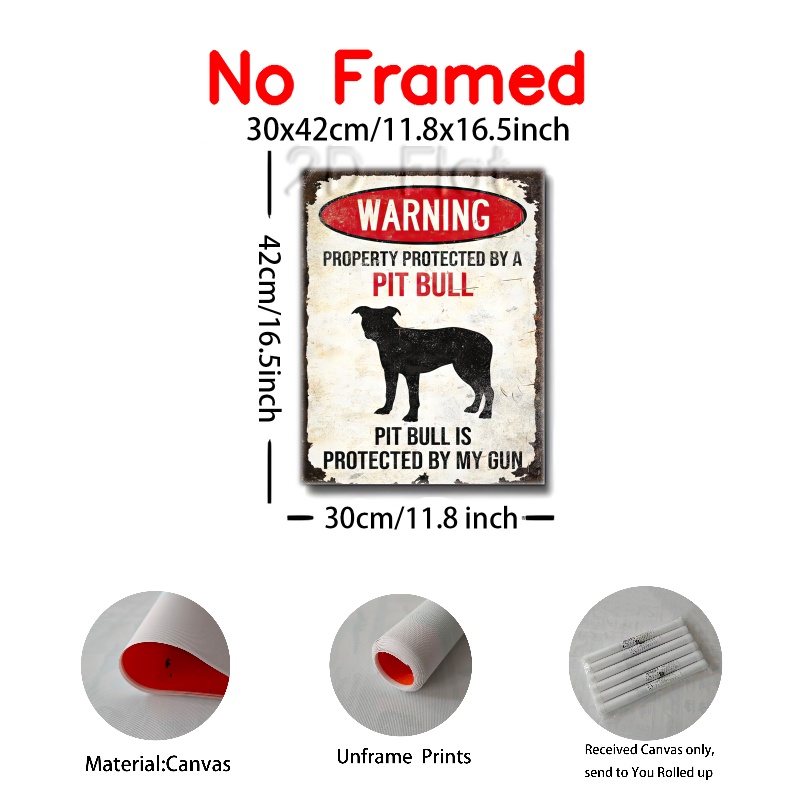 No Framed
30x42cm/11.8x16.5inch
2D Flat
WARNING
PROPERTY PROTECTED BY A
PIT BULL
42cm/16.5inch
PIT BULL IS
PROTECTED BY MY GUN
30cm/11.8 inch
Material:Canvas
Unframe Prints
Received Canvas only,
send to You Rolled up